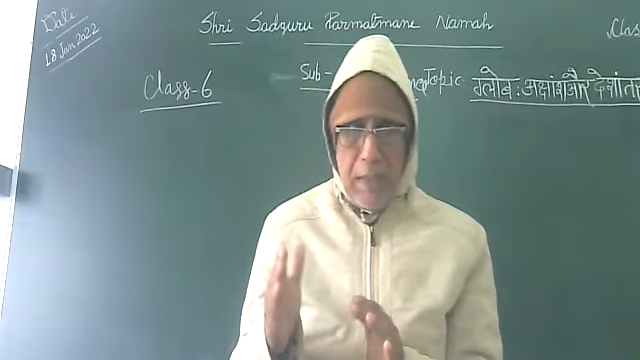 Date
18 Jan 2022
Shri Sadguru Parmatmane Namah
Clas
Class-6
Sub-
Topic
ग्लोब: अक्षांश और देशांतर